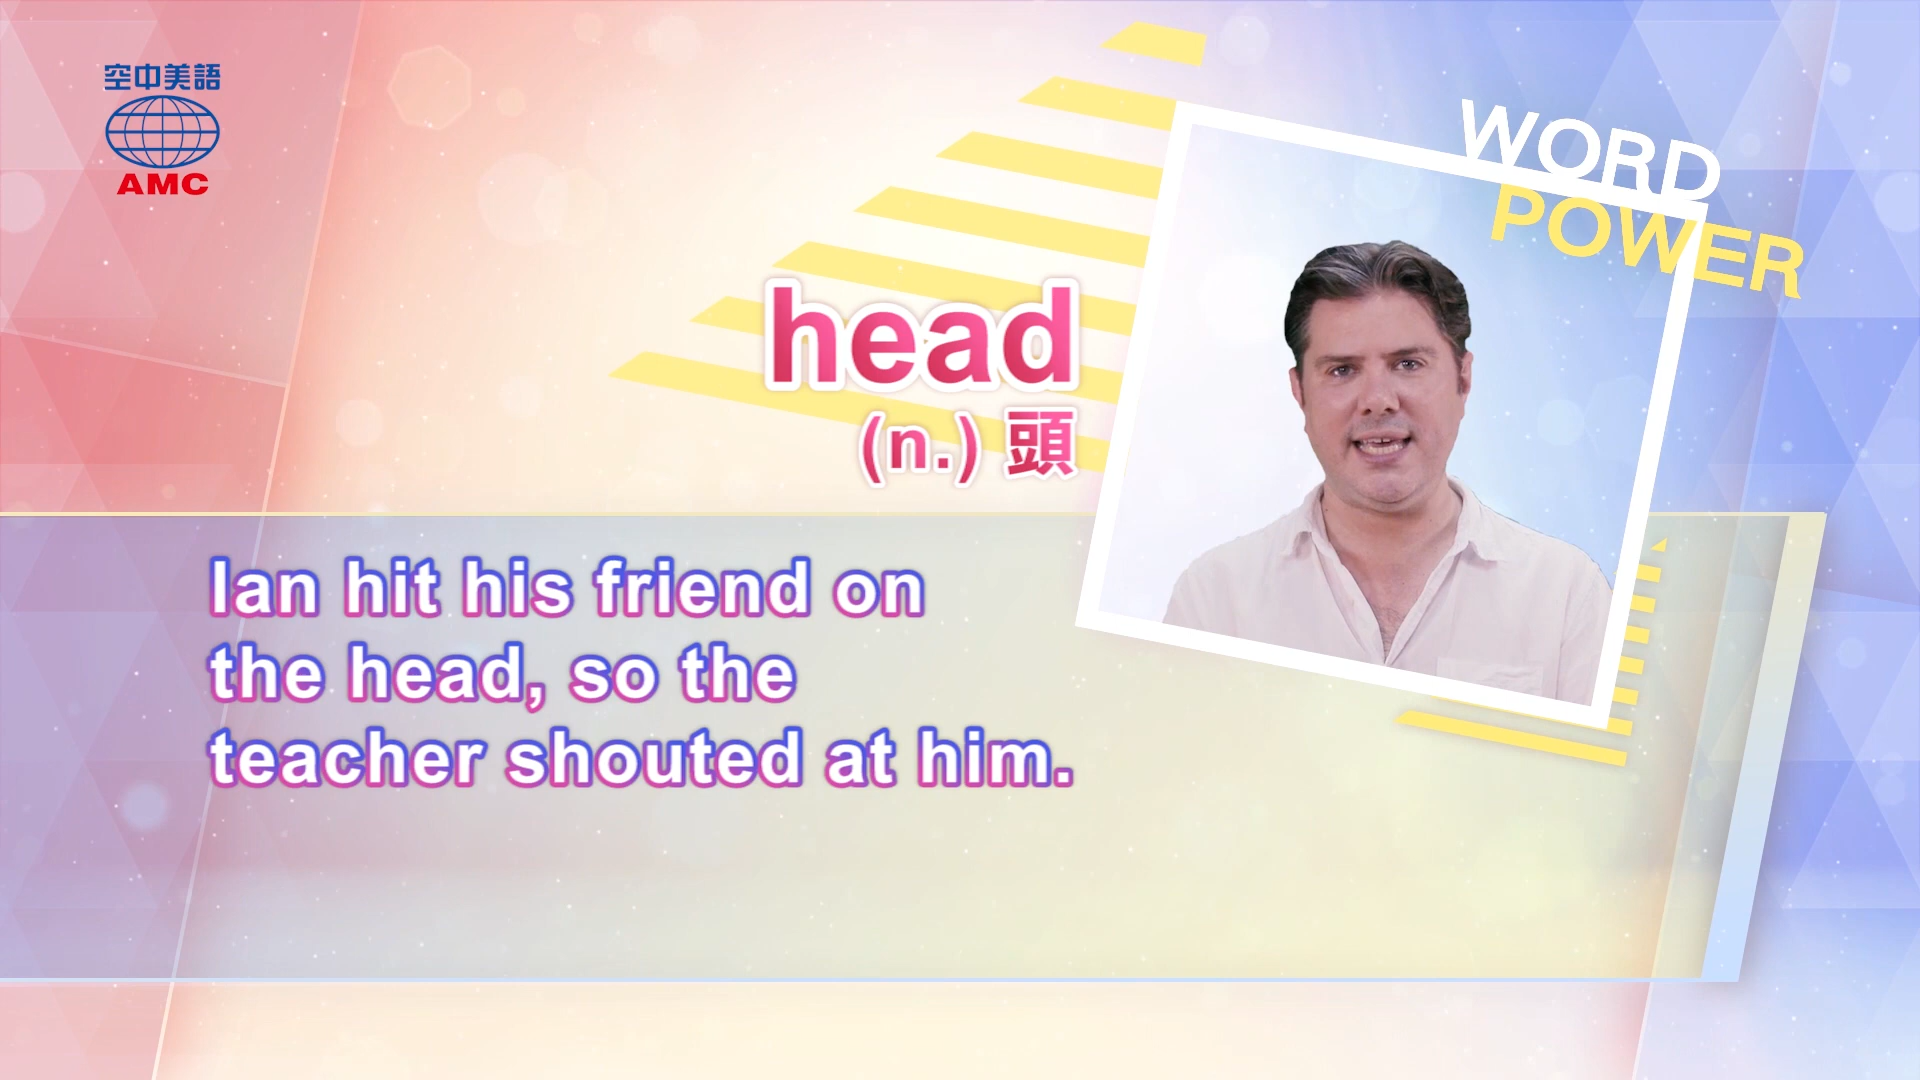 空中美語
AMC
WORD
POWER
head
(n.) 頭
Ian hit his friend on
the head, so the
teacher shouted at him.